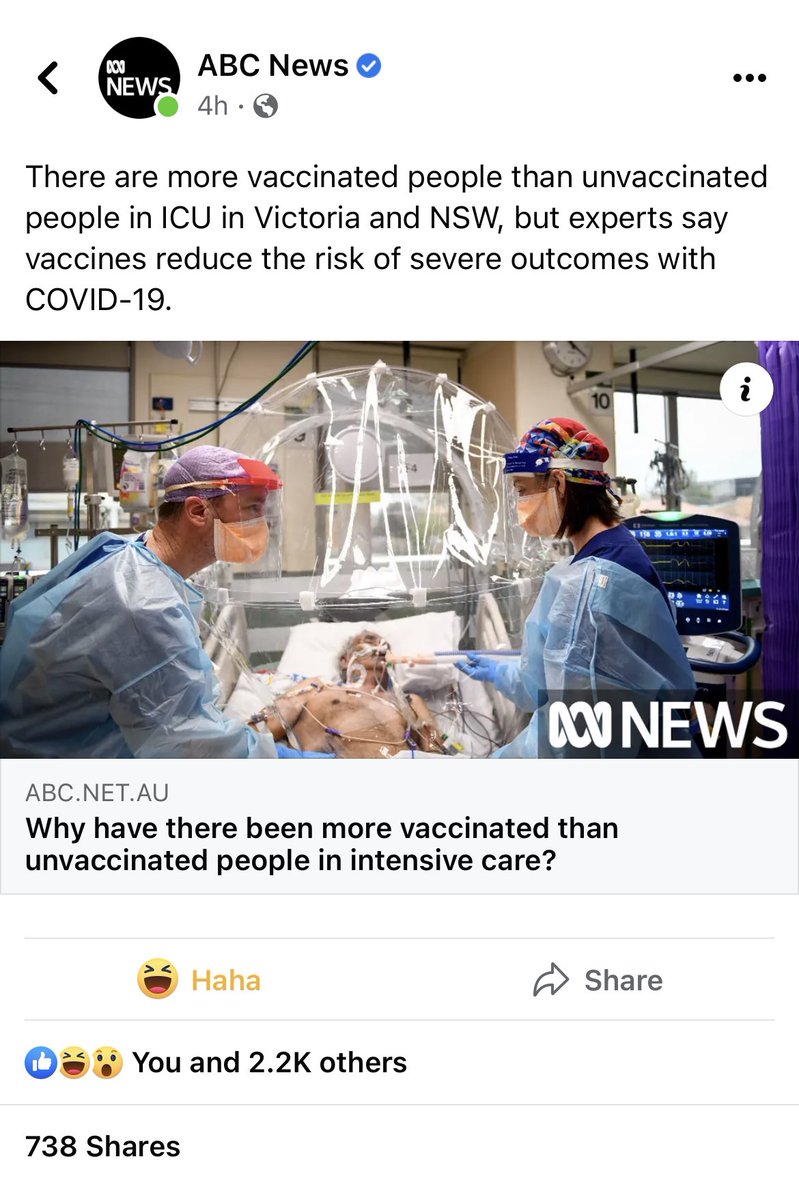 ABC News
NEWS
4h ·
There are more vaccinated people than unvaccinated
people in ICU in Victoria and NSW, but experts say
vaccines reduce the risk of severe outcomes with
COVID-19.
10
NEWS
ABC.NET.AU
Why have there been more vaccinated than
unvaccinated people in intensive care?
Haha
Share
You and 2.2K others
738 Shares